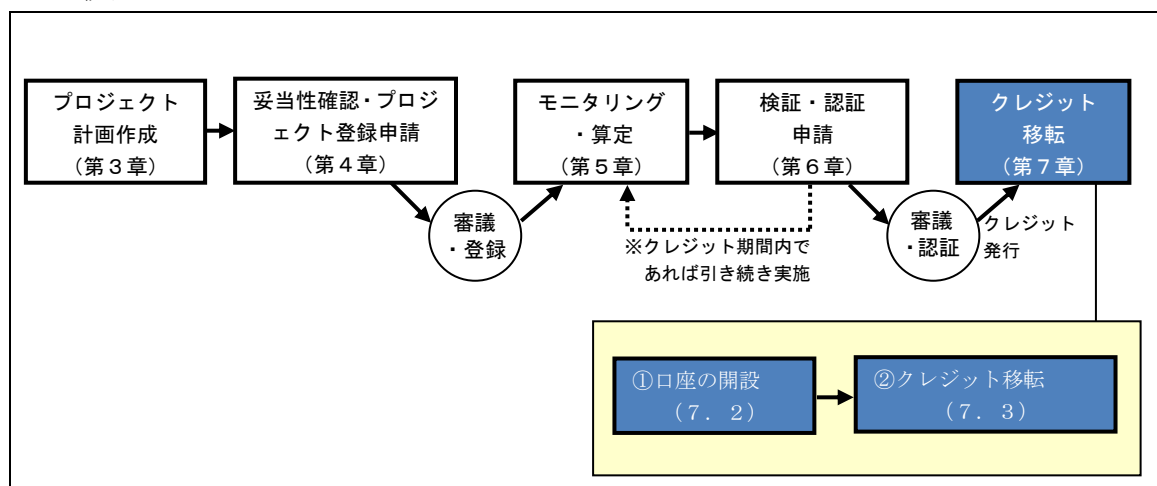 プロジェクト
計画作成
(第3章)
妥当性確認・プロジ
ェクト登録申請
(第4章)
審議
・登録
モニタリング
・算定
(第5章)
検証・認証
申請
(第6章)
※クレジット期間内で
あれば引き続き実施
審議
・認証
クレジット
発行
クレジット
移転
(第7章)
①口座の開設
(7.2)
②クレジット移転
(7.3)